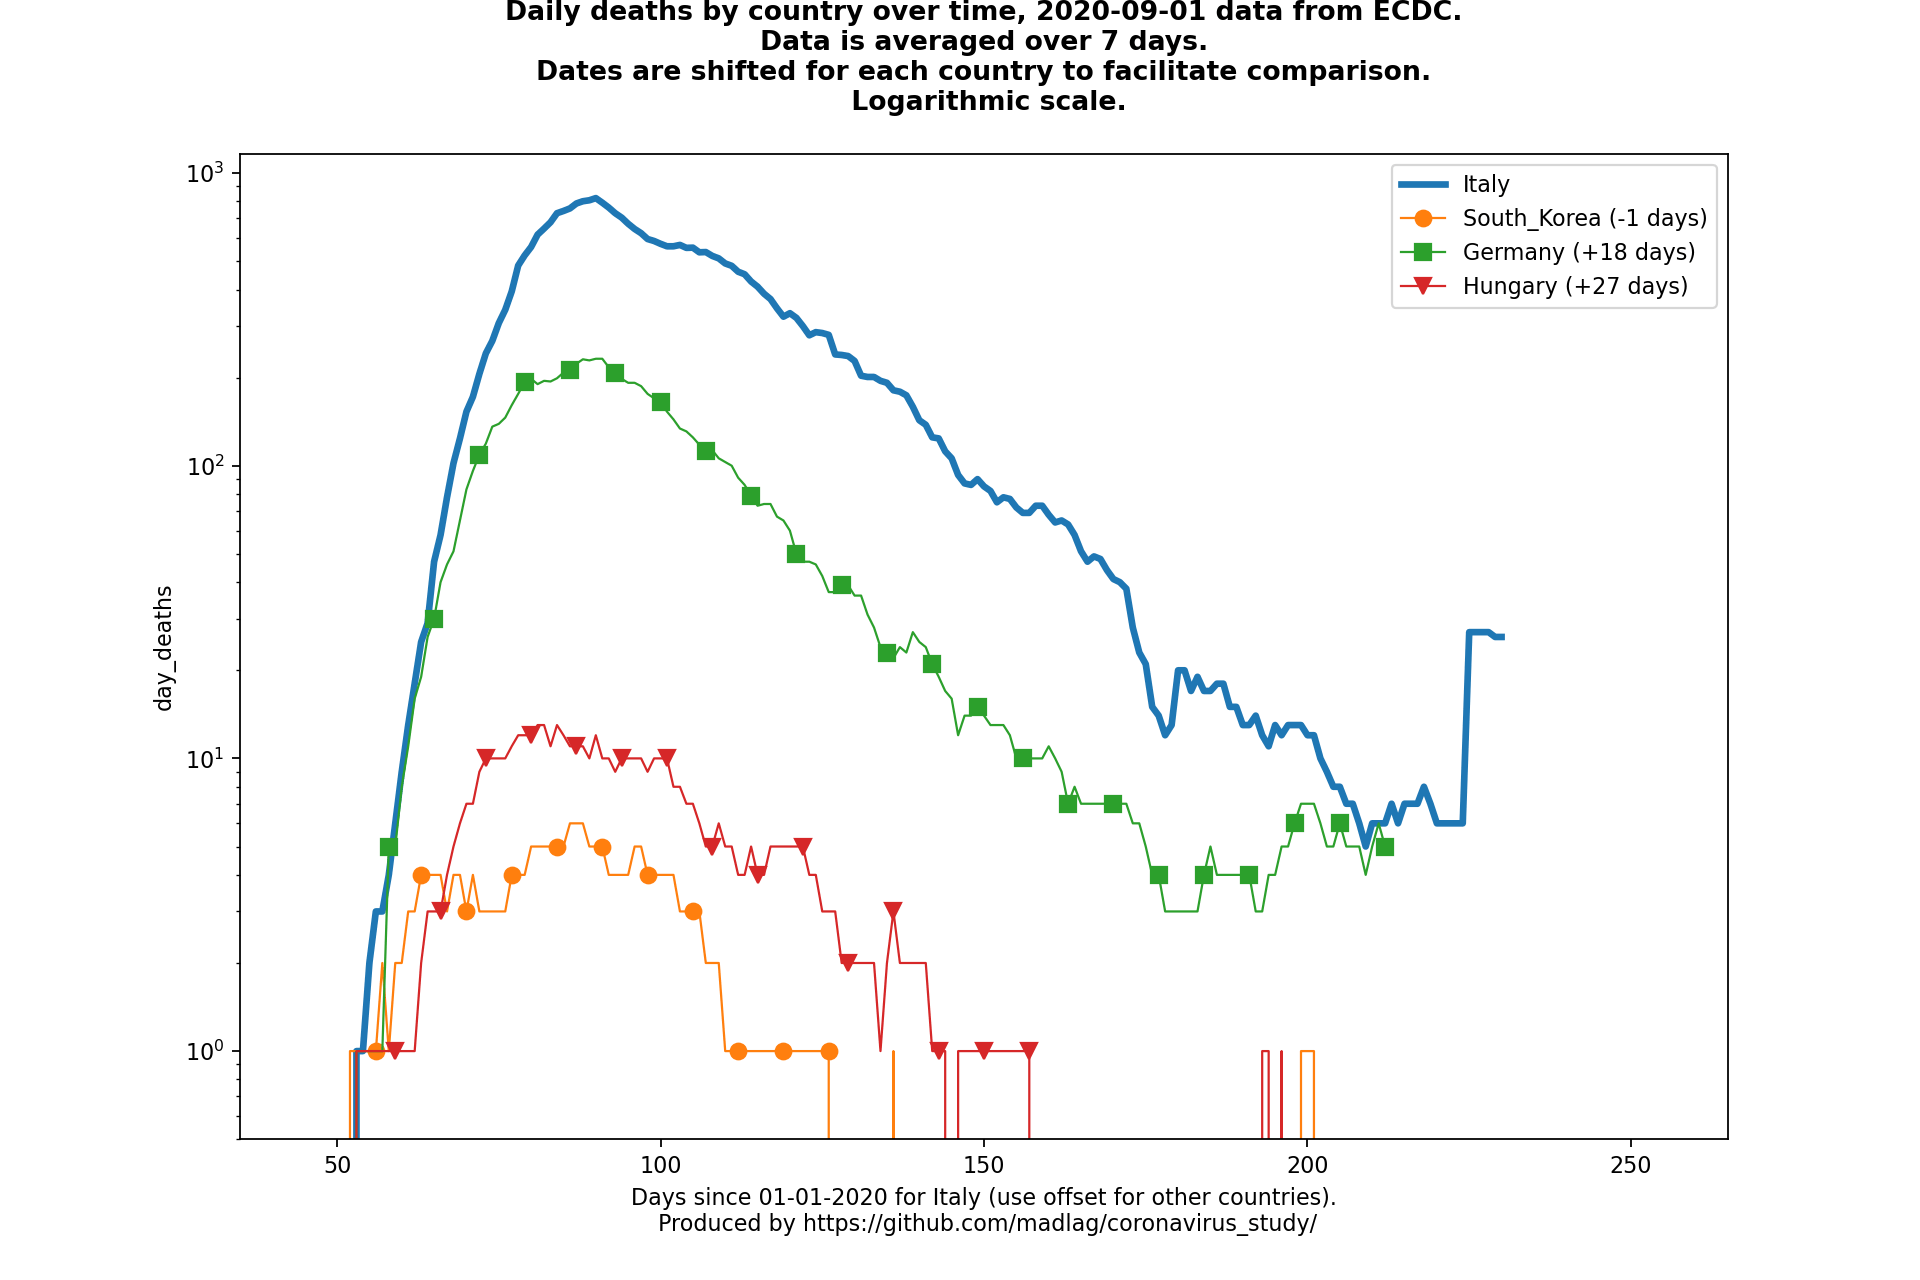 Daily deaths by country over time, 2020-09-01 data from ECDC.
Data is averaged over 7 days.
Dates are shifted for each country to facilitate comparison.
Logarithmic scale.
Italy
South_Korea (-1 days)
Germany (+18 days)
Hungary (+27 days)
10³
10²
10¹
10⁰
day_deaths
50 100 150 200 250
Days since 01-01-2020 for Italy (use offset for other countries).
Produced by https://github.com/madlag/coronavirus_study/